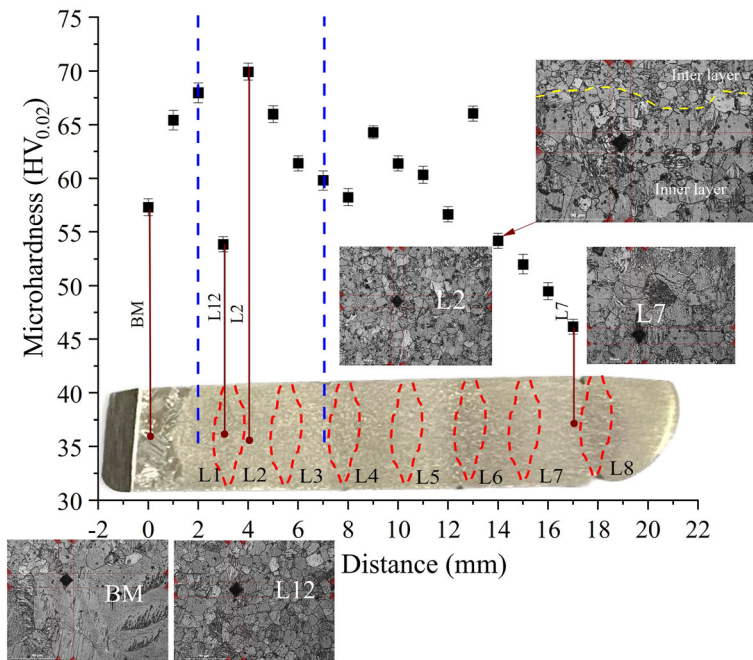 75
70
65
60
55
50
45
40
35
30
Microhardness (HV0.02)
-2 0 2 4 6 8 10 12 14 16 18 20 22
Distance (mm)
BM
L12
L2
L7
Inter layer
Inner layer
L2
L7
L1 L2 L3 L4 L5 L6 L7 L8
BM
L12